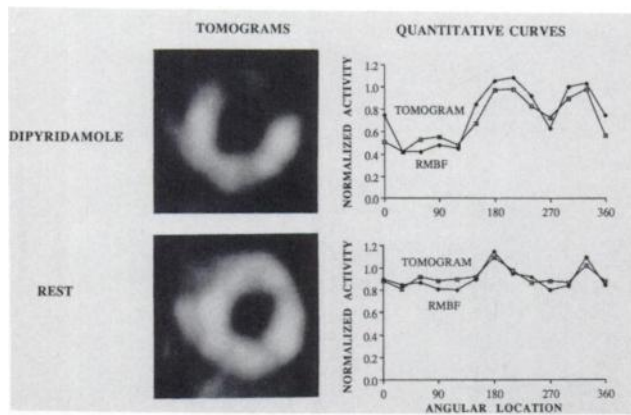 TOMOGRAMS
QUANTITATIVE CURVES
DIPYRIDAMOLE
NORMALIZED ACTIVITY
1.2
1.0
0.8
0.6
0.4
0.2
0.0
TOMOGRAM
RMBF
0 90 180 270 360
REST
NORMALIZED ACTIVITY
1.2
1.0
0.8
0.6
0.4
0.2
0.0
TOMOGRAM
RMBF
0 90 180 270 360
ANGULAR LOCATION